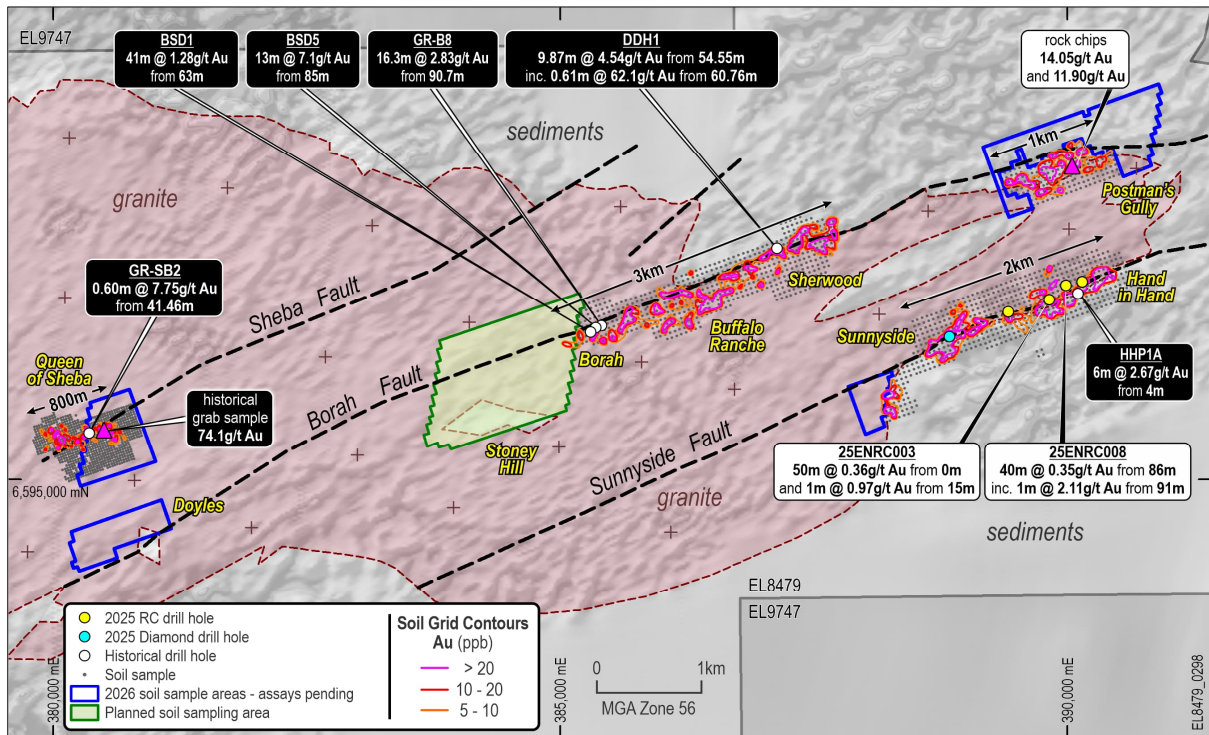 EL9747
BSD1
41m @ 1.28g/t Au
from 63m
BSD5
13m @ 7.1g/t Au
from 85m
GR-B8
16.3m @ 2.83g/t Au
from 90.7m
DDH1
9.87m @ 4.54g/t Au from 54.55m
inc. 0.61m @ 62.1g/t Au from 60.76m
rock chips
14.05g/t Au
and 11.90g/t Au
sediments
1km
granite
Postman's
Gully
GR-SB2
0.60m @ 7.75g/t Au
from 41.46m
3km
Sherwood
2km
Hand
in Hand
Sheba Fault
Buffalo
Ranche
Sunnyside
Borah
Queen
of Sheba
800m
Borah Fault
historical
grab sample
74.1g/t Au
HHP1A
6m @ 2.67g/t Au
from 4m
Stoney
Hill
Sunnyside Fault
25ENRC003
50m @ 0.36g/t Au from 0m
and 1m @ 0.97g/t Au from 15m
25ENRC008
40m @ 0.35g/t Au from 86m
inc. 1m @ 2.11g/t Au from 91m
6,595,000 mN
Doyles
granite
sediments
EL8479
EL9747
2025 RC drill hole
2025 Diamond drill hole
Historical drill hole
Soil sample
2026 soil sample areas - assays pending
Planned soil sampling area
Soil Grid Contours
Au (ppb)
> 20
10 - 20
5 - 10
0 1km
MGA Zone 56
380,000 mE
385,000 mE
390,000 mE
EL8479_0298